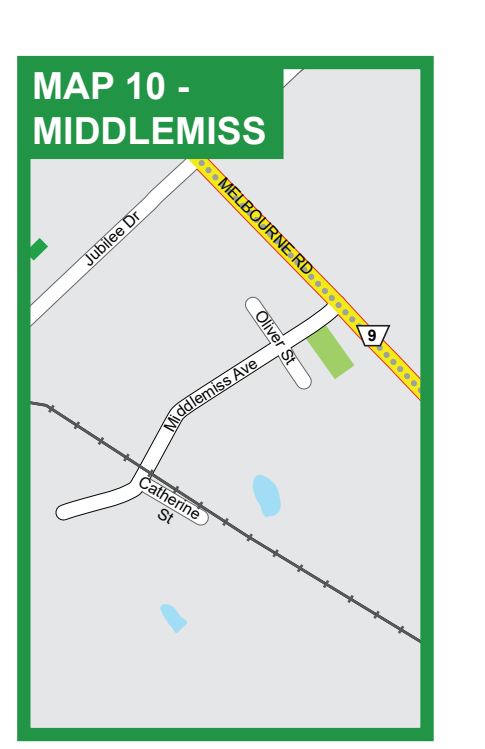 MAP 10 -
MIDDLEMISS
Jubilee Dr
MELBOURNE RD
9
Oliver St
Middlemiss Ave
Catherine
St